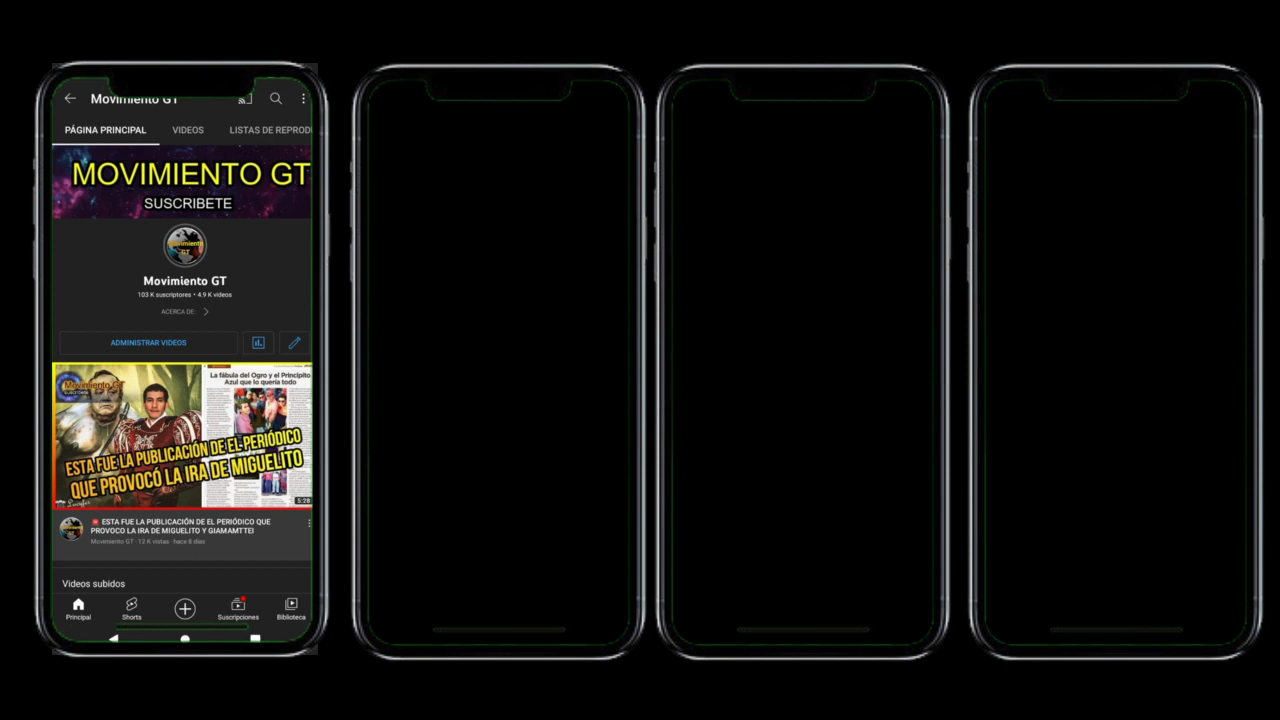 Movimiento GT
PÁGINA PRINCIPAL
VIDEOS
LISTAS DE REPROD
MOVIMIENTO GT
SUSCRIBETE
Movimiento
GT
Movimiento GT
103 K suscriptores • 4.9 K videos
ACERCA DE:
ADMINISTRAR VIDEOS
Movimiento GT
SUSCRIBETE
La fábula del Ogro y el Principito
Azul que lo quería todo
ESTA FUE LA PUBLICACIÓN DE EL PERIÓDICO
QUE PROVOCÓ LA IRA DE MIGUELITO
5:28
ESTA FUE LA PUBLICACIÓN DE EL PERIÓDICO QUE
PROVOCO LA IRA DE MIGUELITO Y GIAMAMTTEI
Movimiento GT · 12 K vistas · hace 8 días
Videos subidos
Principal
Shorts
Suscripciones
Biblioteca